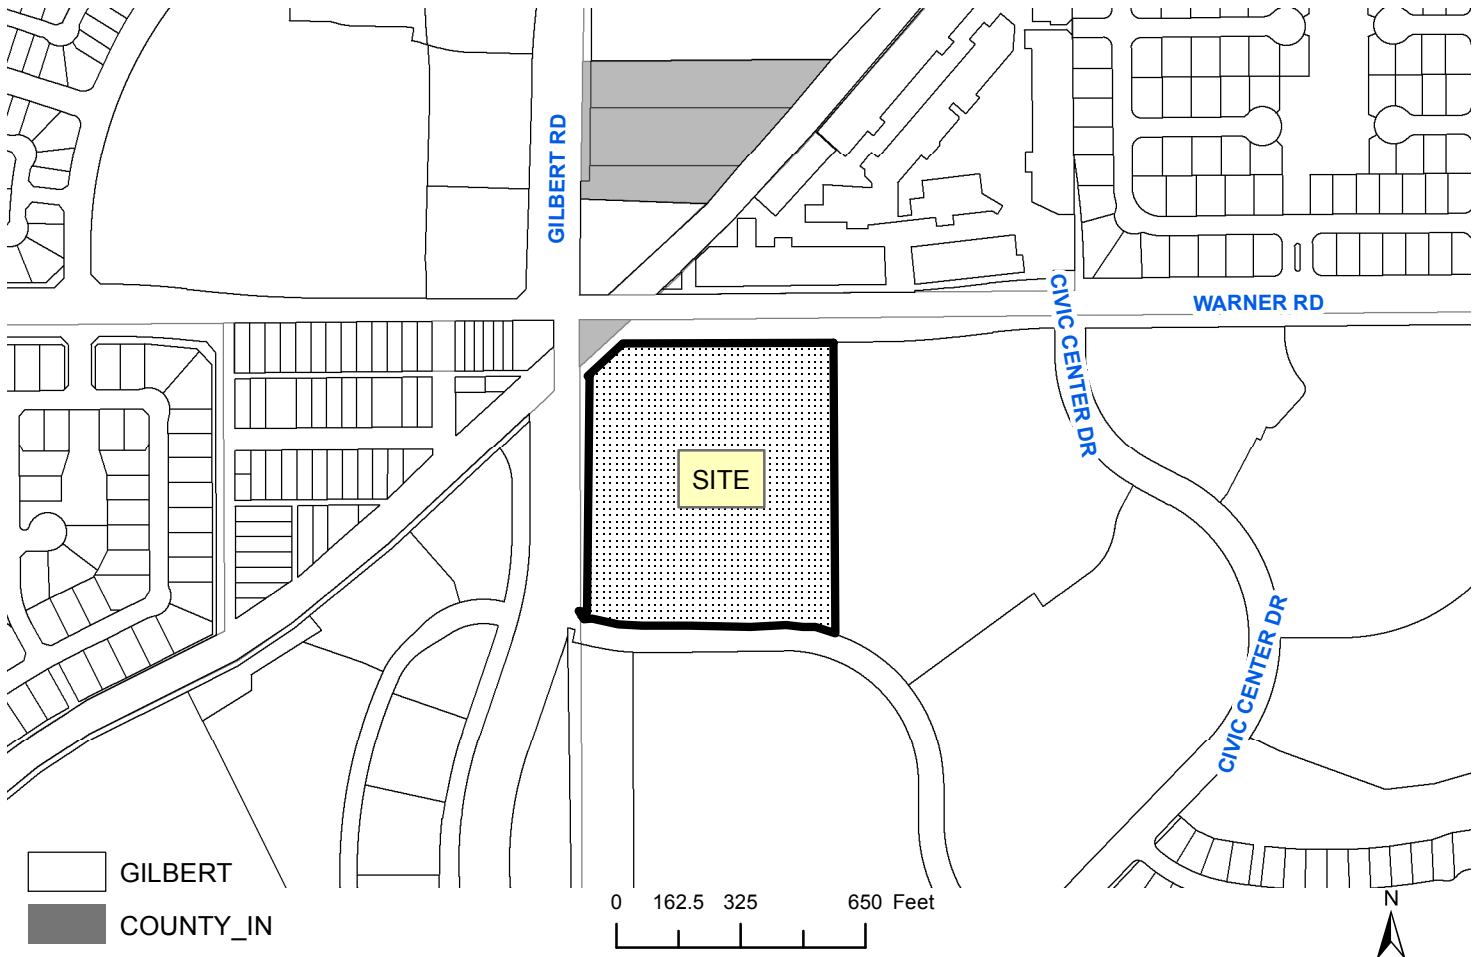 GILBERT RD
WARNER RD
CIVIC CENTER DR
SITE
CIVIC CENTER DR
GILBERT
COUNTY_IN
0 162.5 325 650 Feet
N